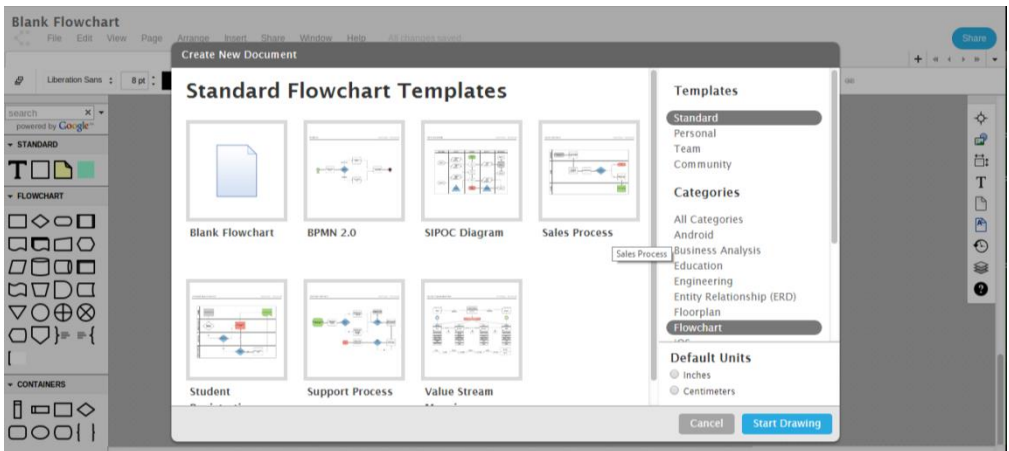 Blank Flowchart
File Edit View Page Arrange Insert Share Window Help All changes saved
Share
Create New Document
Liberation Sans 8 pt
search
powered by Google
STANDARD
T
FLOWCHART
CONTAINERS
Standard Flowchart Templates
Blank Flowchart
BPMN 2.0
SIPOC Diagram
Sales Process
Sales Process
Student
Support Process
Value Stream
Templates
Standard
Personal
Team
Community
Categories
All Categories
Android
Business Analysis
Education
Engineering
Entity Relationship (ERD)
Floorplan
Flowchart
Default Units
Inches
Centimeters
Cancel
Start Drawing
T